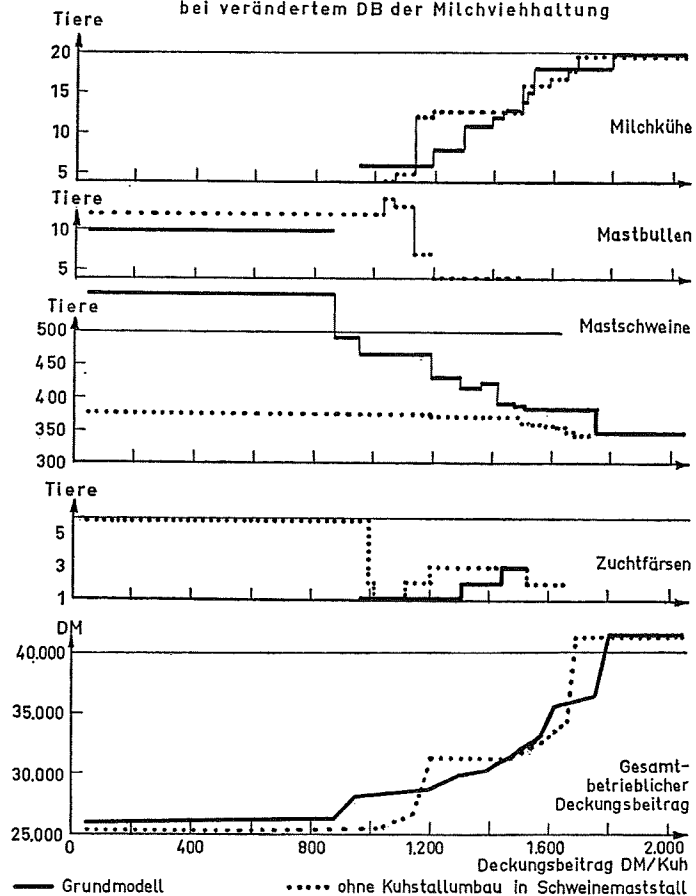 bei verändertem DB der Milchviehhaltung
Tiere
20
15
10
5
Milchkühe
Tiere
10
5
Mastbullen
Tiere
500
450
400
350
300
Mastschweine
Tiere
5
3
1
Zuchtfärsen
DM
40.000
35.000
30.000
25.000
Gesamt-
betrieblicher
Deckungsbeitrag
0 400 800 1.200 1.600 2.000
Deckungsbeitrag DM/Kuh
Grundmodell
ohne Kuhstallumbau in Schweinemaststall